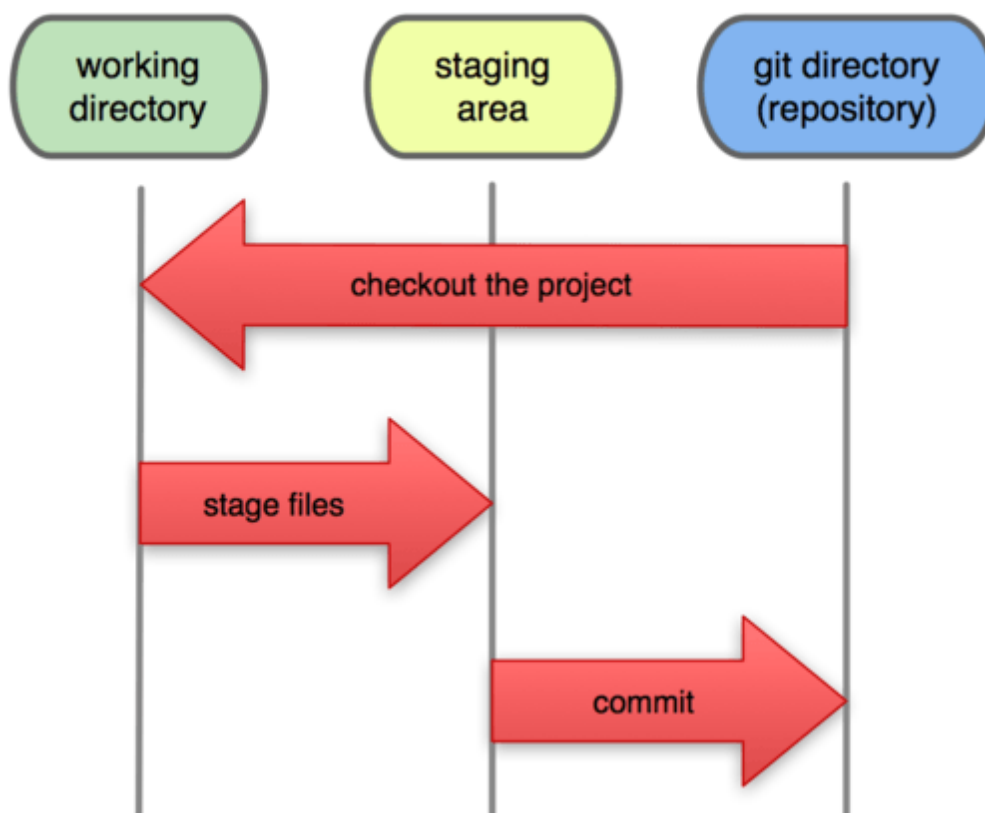 working
directory
staging
area
git directory
(repository)
checkout the project
stage files
commit